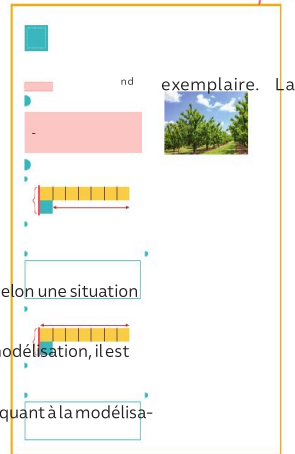 nd
exemplaire. La
-
elon une situation
odélisation, il est
quant à la modélisa-